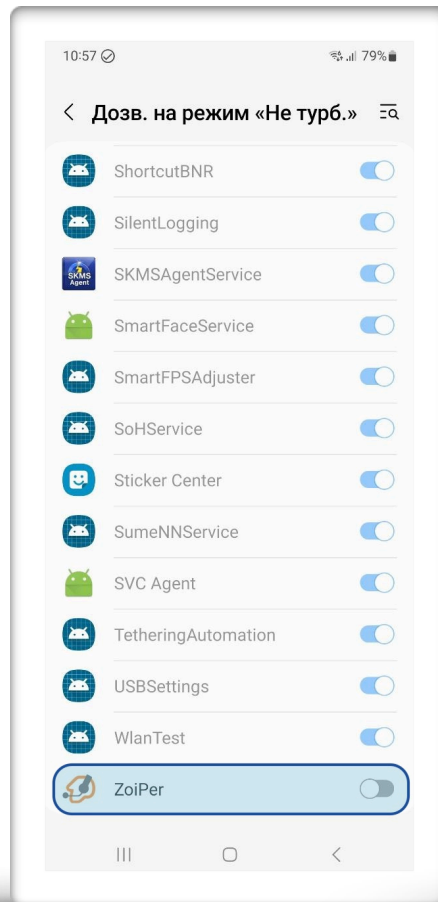 10:57 79%
Дозв. на режим «Не турб.»
ShortcutBNR
SilentLogging
SKMS Agent
SKMSAgentService
SmartFaceService
SmartFPSAdjuster
SoHService
Sticker Center
SumeNNService
SVC Agent
TetheringAutomation
USBSettings
WlanTest
ZoiPer